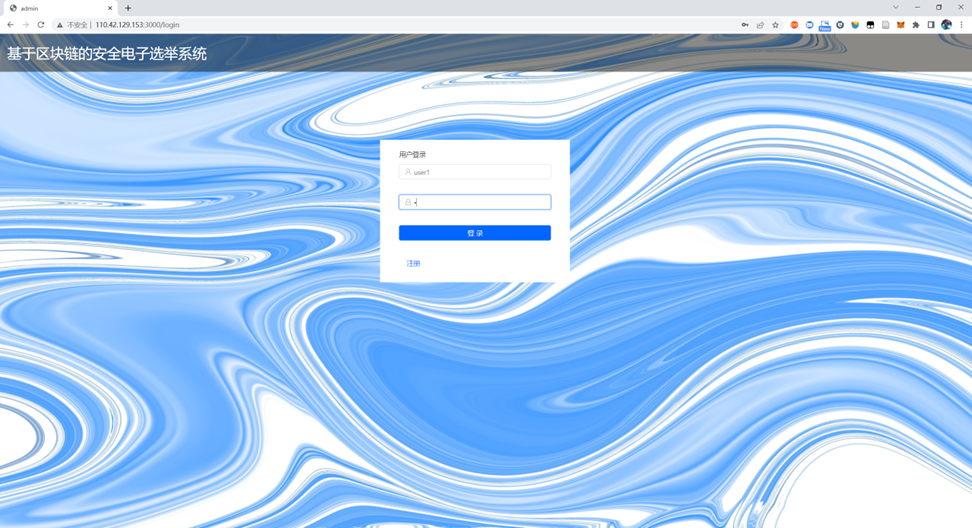 admin
不安全 110.42.129.153:3000/login
New
基于区块链的安全电子选举系统
用户登录
user1
•
登 录
注册